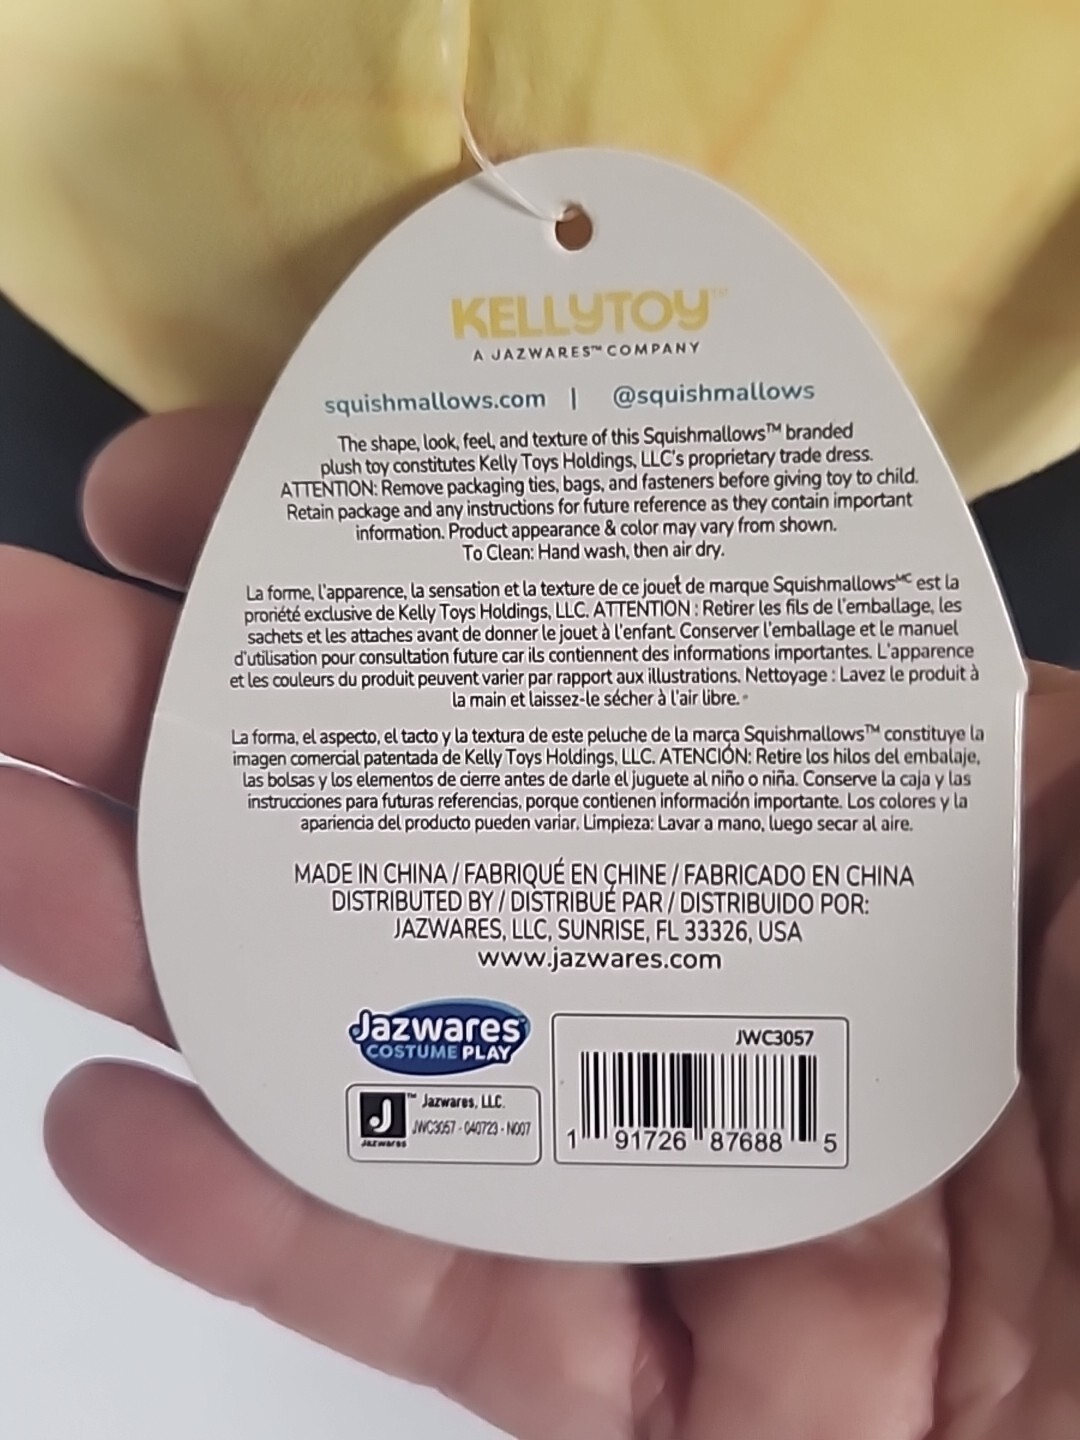 KELLYTOY™
A JAZWARES™ COMPANY
squishmallows.com | @squishmallows
The shape, look, feel, and texture of this Squishmallows™ branded
plush toy constitutes Kelly Toys Holdings, LLC's proprietary trade dress.
ATTENTION: Remove packaging ties, bags, and fasteners before giving toy to child.
Retain package and any instructions for future reference as they contain important
information. Product appearance & color may vary from shown.
To Clean: Hand wash, then air dry.
La forme, l'apparence, la sensation et la texture de ce jouet de marque Squishmallows^MC est la
proriété exclusive de Kelly Toys Holdings, LLC. ATTENTION : Retirer les fils de l'emballage, les
sachets et les attaches avant de donner le jouet à l'enfant. Conserver l'emballage et le manuel
d'utilisation pour consultation future car ils contiennent des informations importantes. L'apparence
et les couleurs du produit peuvent varier par rapport aux illustrations. Nettoyage : Lavez le produit à
la main et laissez-le sécher à l'air libre.
La forma, el aspecto, el tacto y la textura de este peluche de la marca Squishmallows™ constituye la
imagen comercial patentada de Kelly Toys Holdings, LLC. ATENCIÓN: Retire los hilos del embalaje,
las bolsas y los elementos de cierre antes de darle el juguete al niño o niña. Conserve la caja y las
instrucciones para futuras referencias, porque contienen información importante. Los colores y la
apariencia del producto pueden variar. Limpieza: Lavar a mano, luego secar al aire.
MADE IN CHINA / FABRIQUÉ EN CHINE / FABRICADO EN CHINA
DISTRIBUTED BY / DISTRIBUÉ PAR / DISTRIBUIDO POR:
JAZWARES, LLC, SUNRISE, FL 33326, USA
www.jazwares.com
Jazwares
COSTUME PLAY
J™
JAZWARES
Jazwares, LLC.
JWC3057 - 040723 - N007
JWC3057
1 91726 87688 5